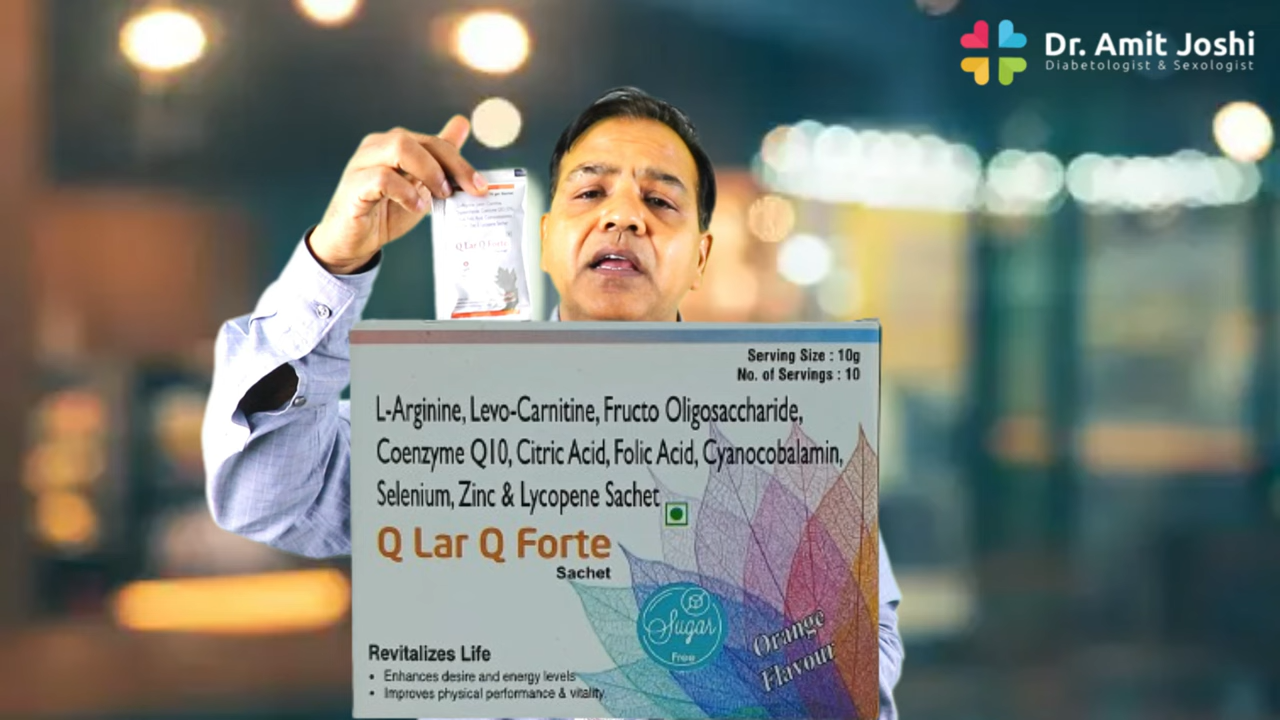 Dr. Amit Joshi
Diabetologist & Sexologist
Q Lar Q Forte
Serving Size : 10g
No. of Servings : 10
L-Arginine, Levo-Carnitine, Fructo Oligosaccharide,
Coenzyme Q10, Citric Acid, Folic Acid, Cyanocobalamin,
Selenium, Zinc & Lycopene Sachet
Q Lar Q Forte
Sachet
Sugar
Free
Orange
Flavour
Revitalizes Life
• Enhances desire and energy levels
• Improves physical performance & vitality.